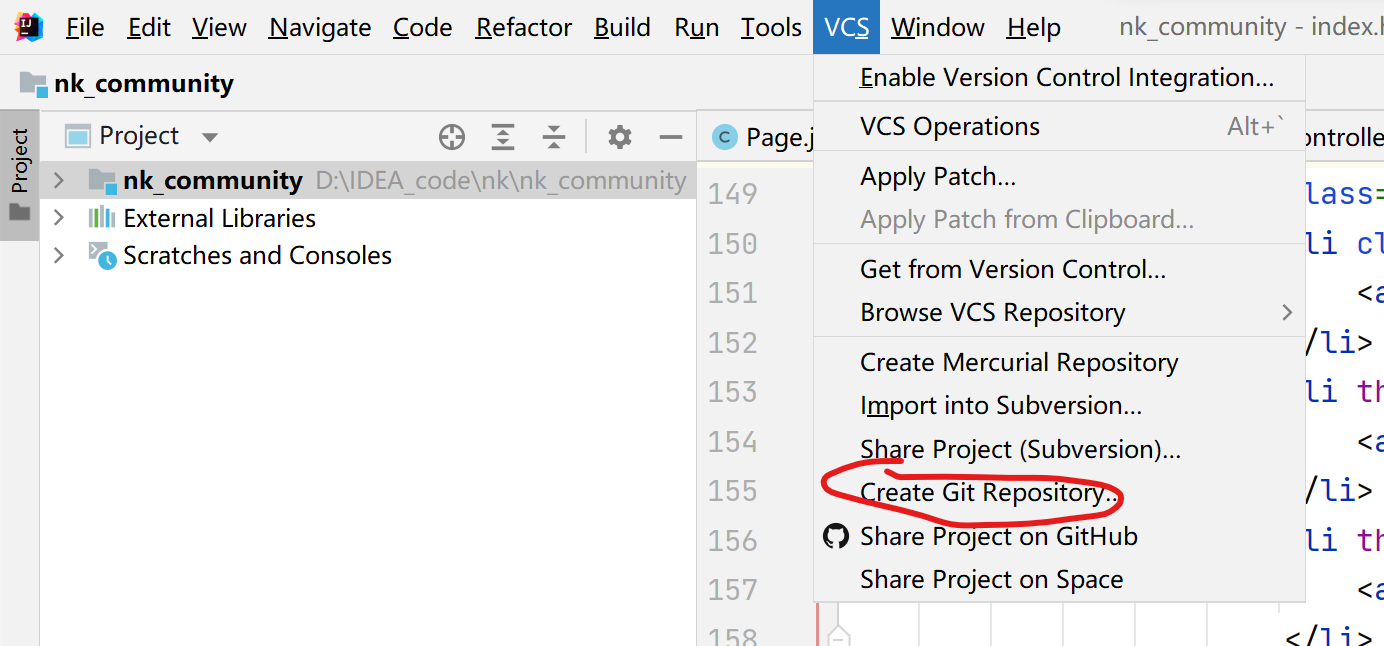 File Edit View Navigate Code Refactor Build Run Tools VCS Window Help nk_community - index.h
nk_community
Project
Project
nk_community D:\IDEA_code\nk\nk_community
External Libraries
Scratches and Consoles
C Page.j
Enable Version Control Integration...
VCS Operations Alt+`
Apply Patch...
Apply Patch from Clipboard...
Get from Version Control...
Browse VCS Repository
Create Mercurial Repository
Import into Subversion...
Share Project (Subversion)...
Create Git Repository...
Share Project on GitHub
Share Project on Space
ontrolle
149 lass=
150 li cl
151 <a
152 /li>
153 li th
154 <a
155 /li>
156 li th
157 <a
158 </li>